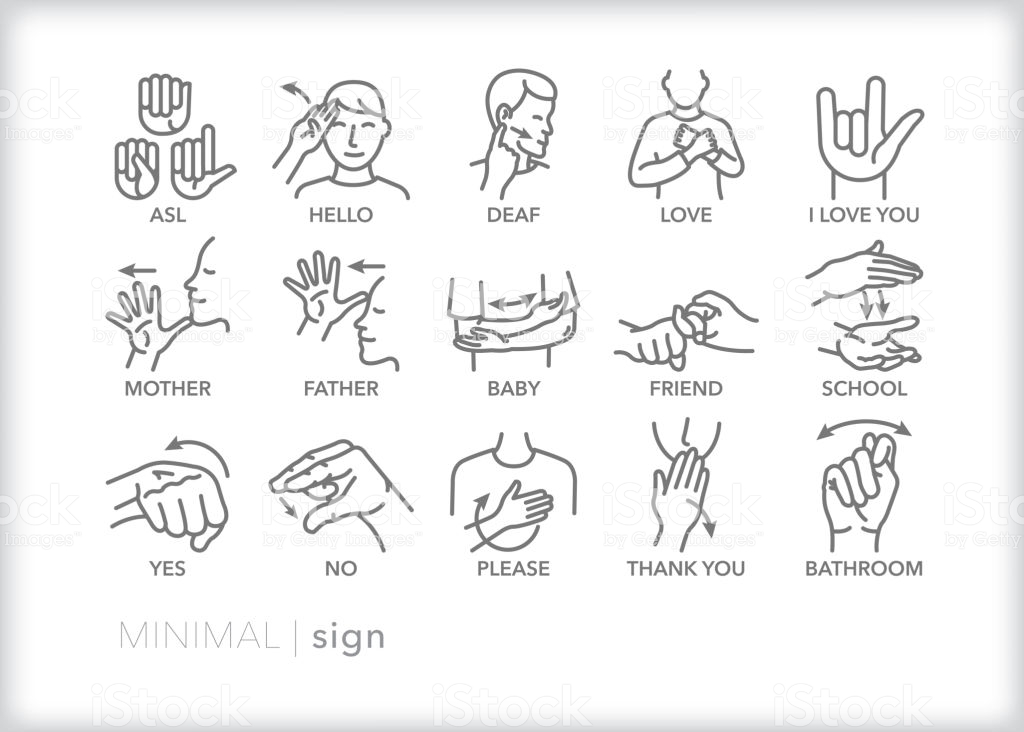 ASL HELLO DEAF LOVE I LOVE YOU
MOTHER FATHER BABY FRIEND SCHOOL
YES NO PLEASE THANK YOU BATHROOM
MINIMAL | sign
iStock
by Getty Images™